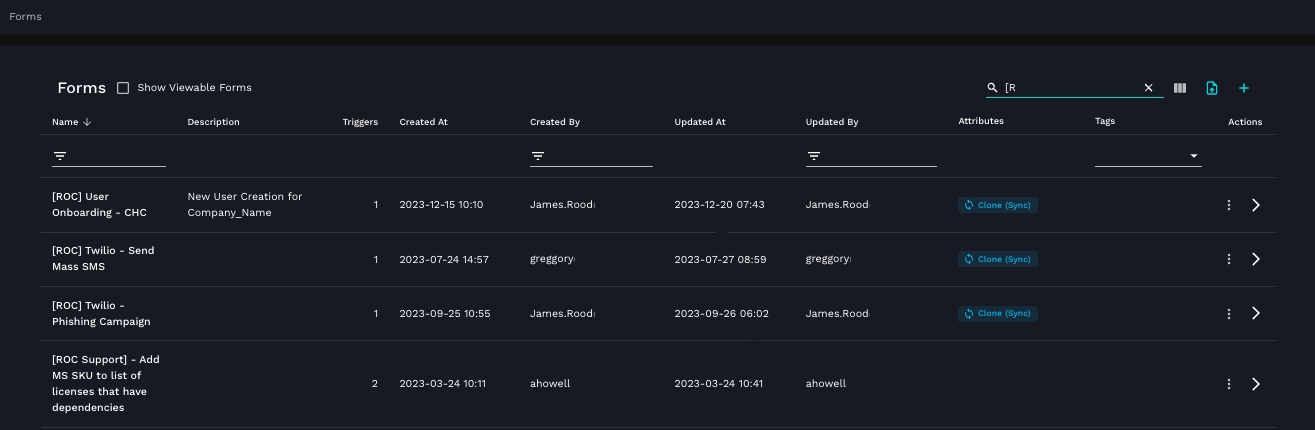 Forms
Forms Show Viewable Forms [R
Name Description Triggers Created At Created By Updated At Updated By Attributes Tags Actions
[ROC] User Onboarding - CHC New User Creation for Company_Name 1 2023-12-15 10:10 James.Rood 2023-12-20 07:43 James.Rood Clone (Sync)
[ROC] Twilio - Send Mass SMS 1 2023-07-24 14:57 greggory 2023-07-27 08:59 greggory Clone (Sync)
[ROC] Twilio - Phishing Campaign 1 2023-09-25 10:55 James.Rood 2023-09-26 06:02 James.Rood Clone (Sync)
[ROC Support] - Add MS SKU to list of licenses that have dependencies 2 2023-03-24 10:11 ahowell 2023-03-24 10:41 ahowell